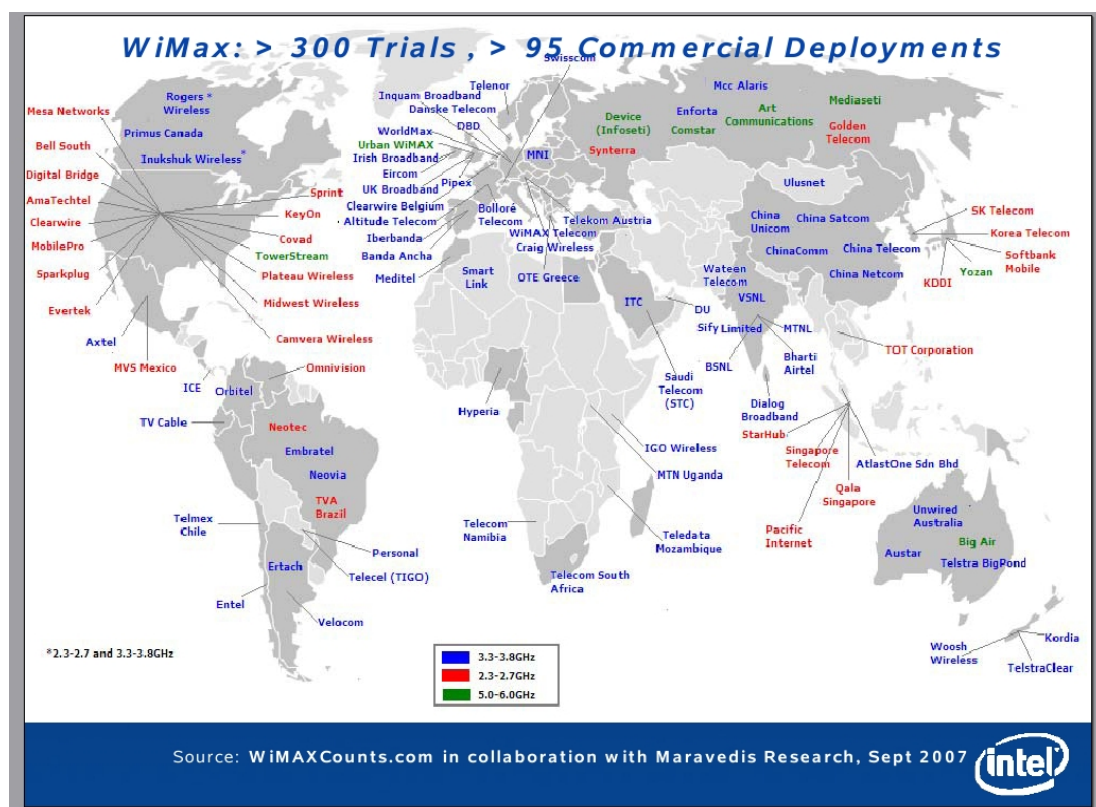 WiMax: > 300 Trials , > 95 Commercial Deployments
Swisscom
Telenor
Inquam Broadband
Danske Telecom
DBD
WorldMax
Urban WiMAX
Irish Broadband
Eircom
UK Broadband
Pipex
Clearwire Belgium
Altitude Telecom
Iberbanda
Banda Ancha
Meditel
MNI
Bolloré
Telecom
Telekom Austria
WiMAX Telecom
Craig Wireless
OTE Greece
Smart
Link
Mesa Networks
Bell South
Digital Bridge
AmaTechtel
Clearwire
MobilePro
Sparkplug
Evertek
Axtel
MVS Mexico
Rogers *
Wireless
Primus Canada
Inukshuk Wireless*
Sprint
KeyOn
Covad
TowerStream
Plateau Wireless
Midwest Wireless
Camvera Wireless
Omnivision
ICE
Orbitel
TV Cable
Neotec
Embratel
Neovia
TVA
Brazil
Telmex
Chile
Personal
Telecel (TIGO)
Ertach
Entel
Velocom
Mcc Alaris
Enforta
Device
(Infoseti)
Comstar
Art
Communications
Mediaseti
Golden
Telecom
Synterra
Ulusnet
China
Unicom
China Satcom
ChinaComm
China Telecom
China Netcom
SK Telecom
Korea Telecom
Softbank
Mobile
Yozan
KDDI
Wateen
Telecom
VSNL
ITC
DU
Sify Limited
MTNL
BSNL
Bharti
Airtel
Saudi
Telecom
(STC)
Dialog
Broadband
TOT Corporation
StarHub
Singapore
Telecom
AtlastOne Sdn Bhd
Qala
Singapore
Pacific
Internet
Hyperia
IGO Wireless
MTN Uganda
Telecom
Namibia
Teledata
Mozambique
Telecom South
Africa
Unwired
Australia
Big Air
Austar
Telstra BigPond
Woosh
Wireless
Kordia
TelstraClear
*2.3-2.7 and 3.3-3.8GHz
3.3-3.8GHz
2.3-2.7GHz
5.0-6.0GHz
Source: WiMAXCounts.com in collaboration with Maravedis Research, Sept 2007
intel